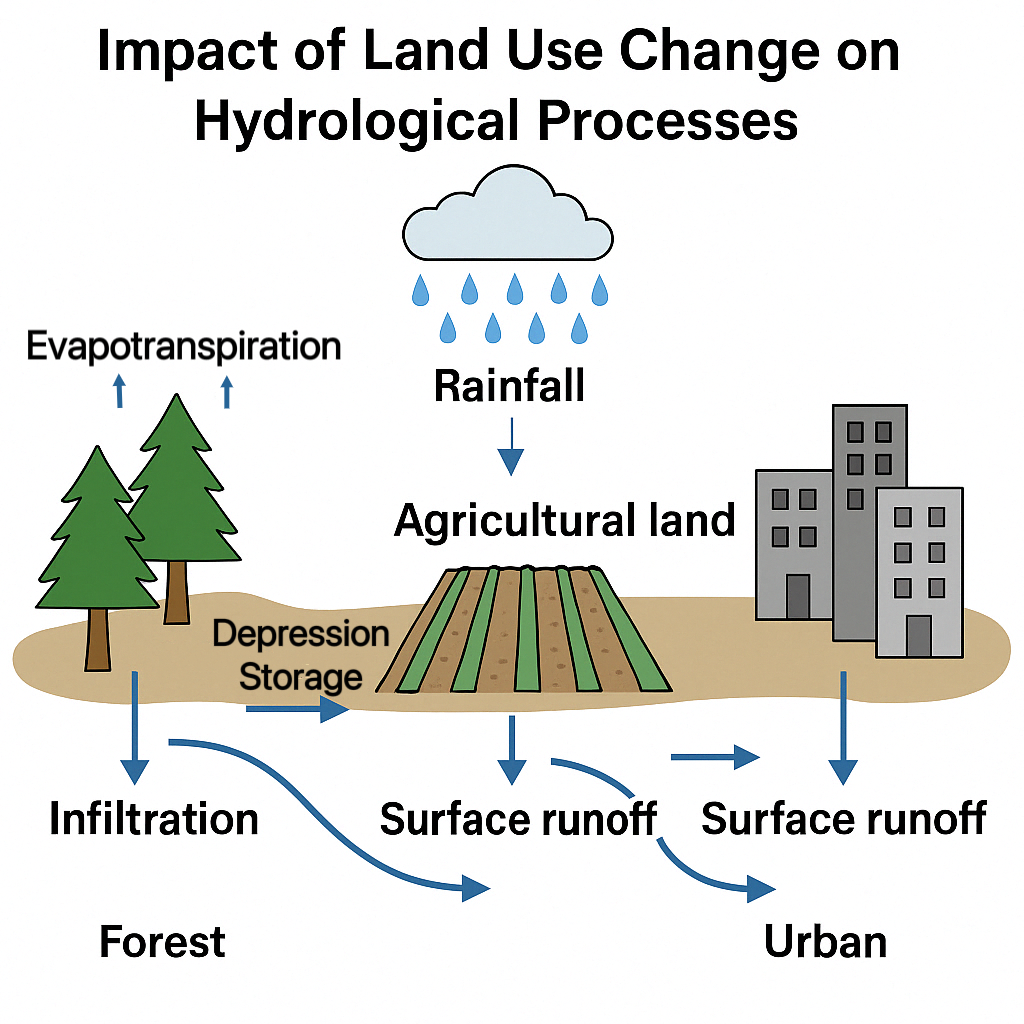 Impact of Land Use Change on
Hydrological Processes
Evapotranspiration
Rainfall
Agricultural land
Depression
Storage
Infiltration
Surface runoff
Surface runoff
Forest
Urban